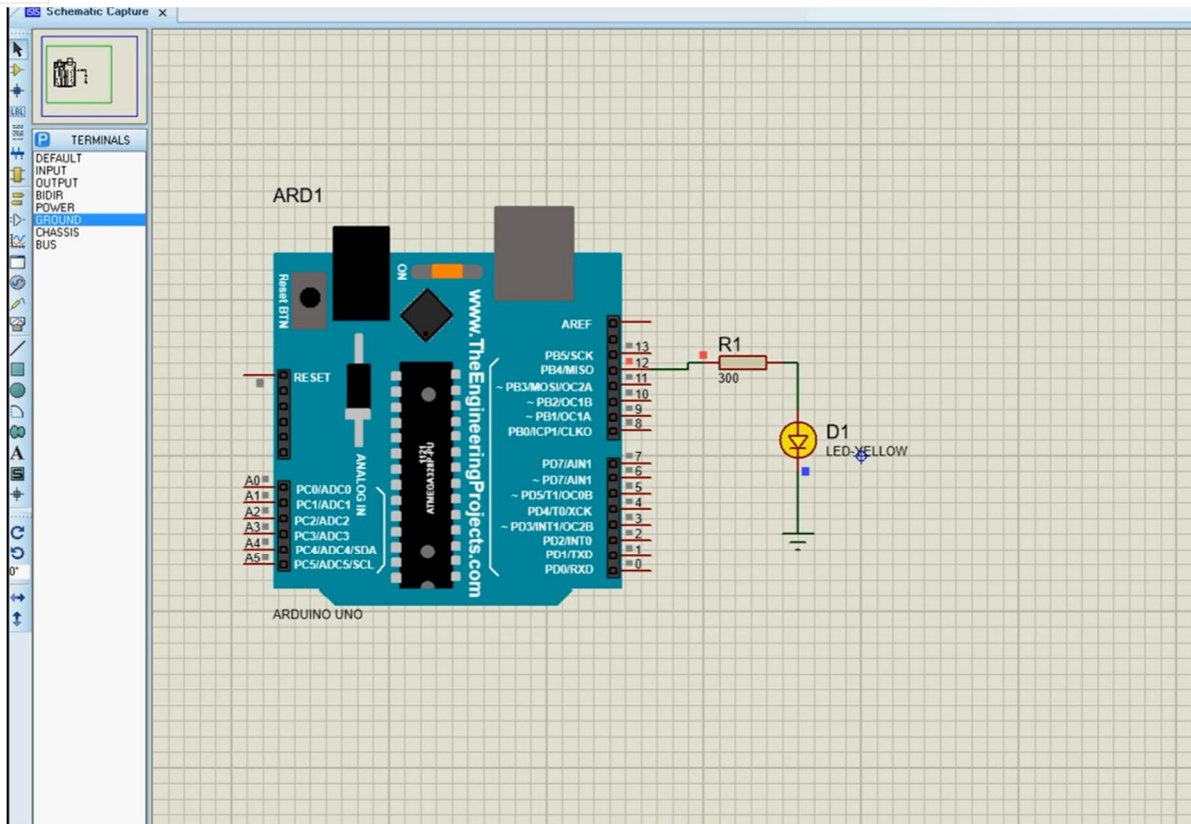 ISS Schematic Capture X
LBL
P TERMINALS
DEFAULT
INPUT
OUTPUT
BIDIR
POWER
GROUND
CHASSIS
BUS
A
S
0°
ARD1
Reset BTN
ON
www.TheEngineeringProjects.com
AREF
PB5/SCK 13
PB4/MISO 12
~ PB3/MOSI/OC2A 11
~ PB2/OC1B 10
~ PB1/OC1A 9
PB0/ICP1/CLKO 8
PD7/AIN1 7
~ PD7/AIN1 6
~ PD5/T1/OC0B 5
PD4/T0/XCK 4
~ PD3/INT1/OC2B 3
PD2/INT0 2
PD1/TXD 1
PD0/RXD 0
RESET
ANALOG IN
1121
ATMEGA328P-PU
A0 PC0/ADC0
A1 PC1/ADC1
A2 PC2/ADC2
A3 PC3/ADC3
A4 PC4/ADC4/SDA
A5 PC5/ADC5/SCL
ARDUINO UNO
R1
300
D1
LED-YELLOW